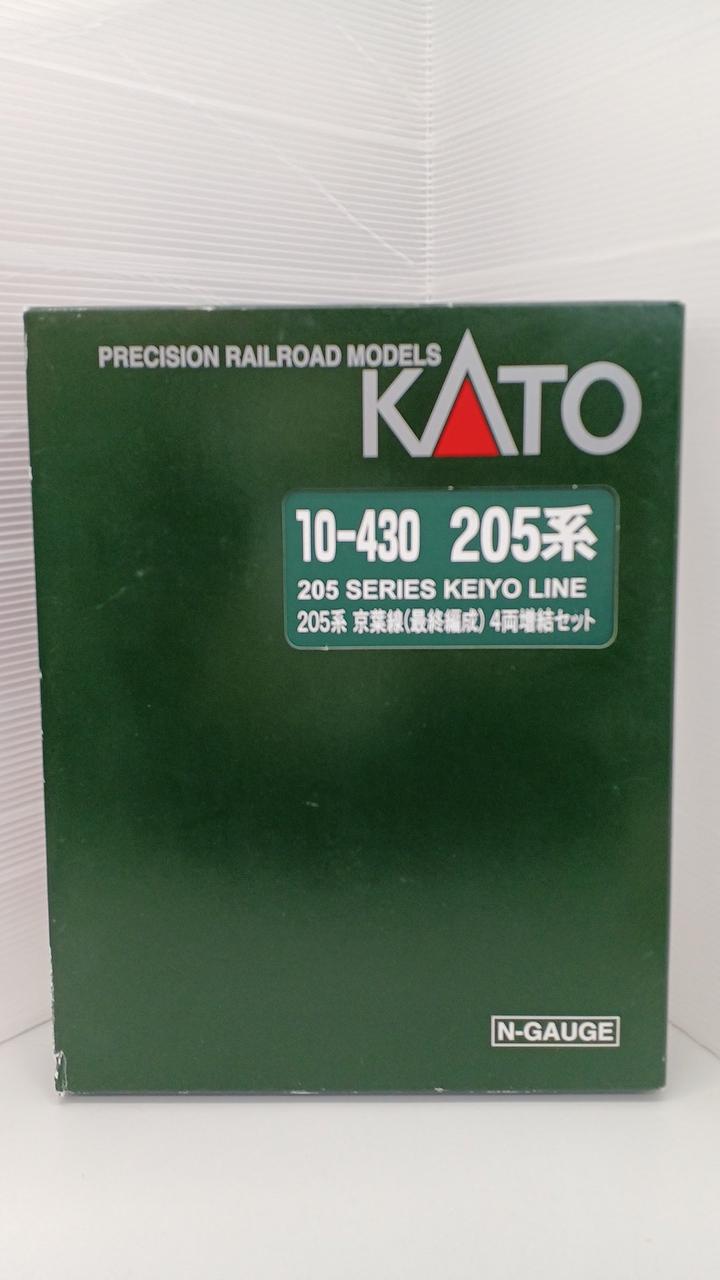 PRECISION RAILROAD MODELS
KATO
10-430 205系
205 SERIES KEIYO LINE
205系 京葉線(最終編成) 4両増結セット
N-GAUGE